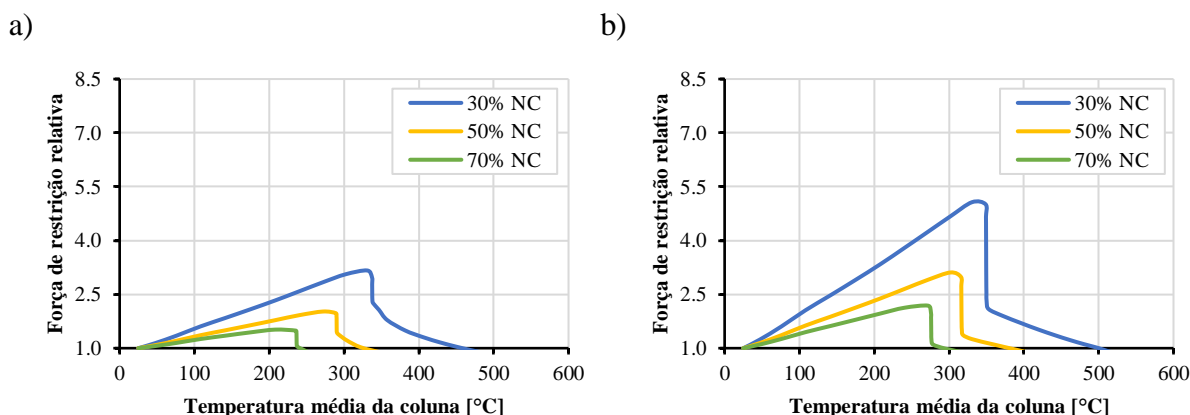 a)
Força de restrição relativa
8.5
7.0
5.5
4.0
2.5
1.0
30% NC
50% NC
70% NC
0 100 200 300 400 500 600
Temperatura média da coluna [°C]
b)
Força de restrição relativa
8.5
7.0
5.5
4.0
2.5
1.0
30% NC
50% NC
70% NC
0 100 200 300 400 500 600
Temperatura média da coluna [°C]